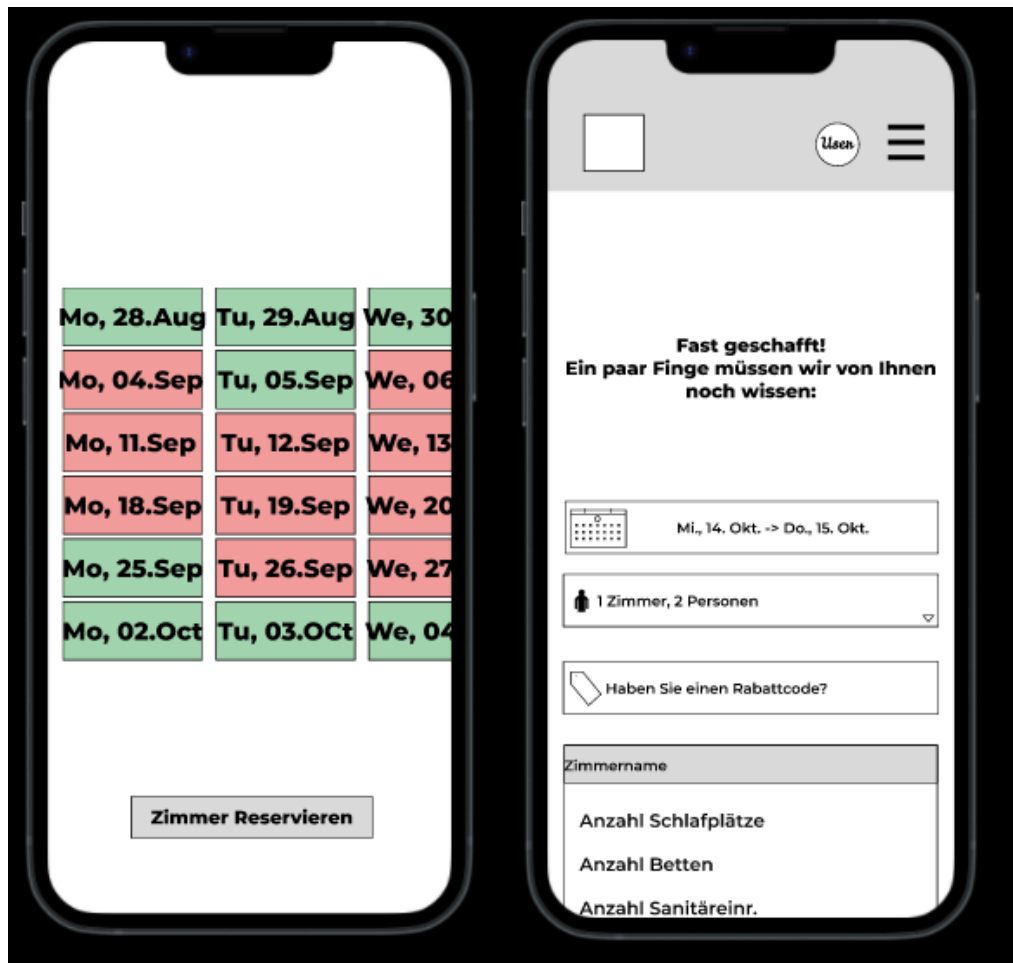 Mo, 28.Aug Tu, 29.Aug We, 30
Mo, 04.Sep Tu, 05.Sep We, 06
Mo, 11.Sep Tu, 12.Sep We, 13
Mo, 18.Sep Tu, 19.Sep We, 20
Mo, 25.Sep Tu, 26.Sep We, 27
Mo, 02.Oct Tu, 03.OCt We, 04
Zimmer Reservieren
User
Fast geschafft!
Ein paar Finge müssen wir von Ihnen
noch wissen:
Mi., 14. Okt. -> Do., 15. Okt.
1 Zimmer, 2 Personen
Haben Sie einen Rabattcode?
Zimmername
Anzahl Schlafplätze
Anzahl Betten
Anzahl Sanitäreinr.